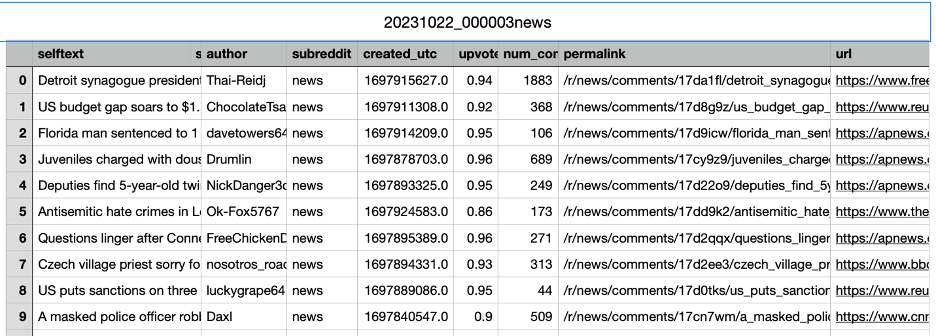 20231022_000003news
selftext s author subreddit created_utc upvote num_cor permalink url
0 Detroit synagogue president Thai-Reidj news 1697915627.0 0.94 1883 /r/news/comments/17da1fl/detroit_synagogue https://www.free
1 US budget gap soars to $1. ChocolateTsa news 1697911308.0 0.92 368 /r/news/comments/17d8g9z/us_budget_gap_ https://www.reu
2 Florida man sentenced to 1 davetowers64 news 1697914209.0 0.95 106 /r/news/comments/17d9icw/florida_man_sent https://apnews.c
3 Juveniles charged with dous Drumlin news 1697878703.0 0.96 689 /r/news/comments/17cy9z9/juveniles_charge https://apnews.c
4 Deputies find 5-year-old twi NickDanger3c news 1697893325.0 0.95 249 /r/news/comments/17d22o9/deputies_find_5y https://apnews.c
5 Antisemitic hate crimes in Lo Ok-Fox5767 news 1697924583.0 0.86 173 /r/news/comments/17dd9k2/antisemitic_hate https://www.the
6 Questions linger after Conne FreeChickenD news 1697895389.0 0.96 271 /r/news/comments/17d2qqx/questions_linger https://apnews.c
7 Czech village priest sorry fo nosotros_road news 1697894331.0 0.93 313 /r/news/comments/17d2ee3/czech_village_pr https://www.bbc
8 US puts sanctions on three luckygrape64 news 1697889086.0 0.95 44 /r/news/comments/17d0tks/us_puts_sanction https://www.reu
9 A masked police officer robl Daxl news 1697840547.0 0.9 509 /r/news/comments/17cn7wm/a_masked_polic https://www.cnn